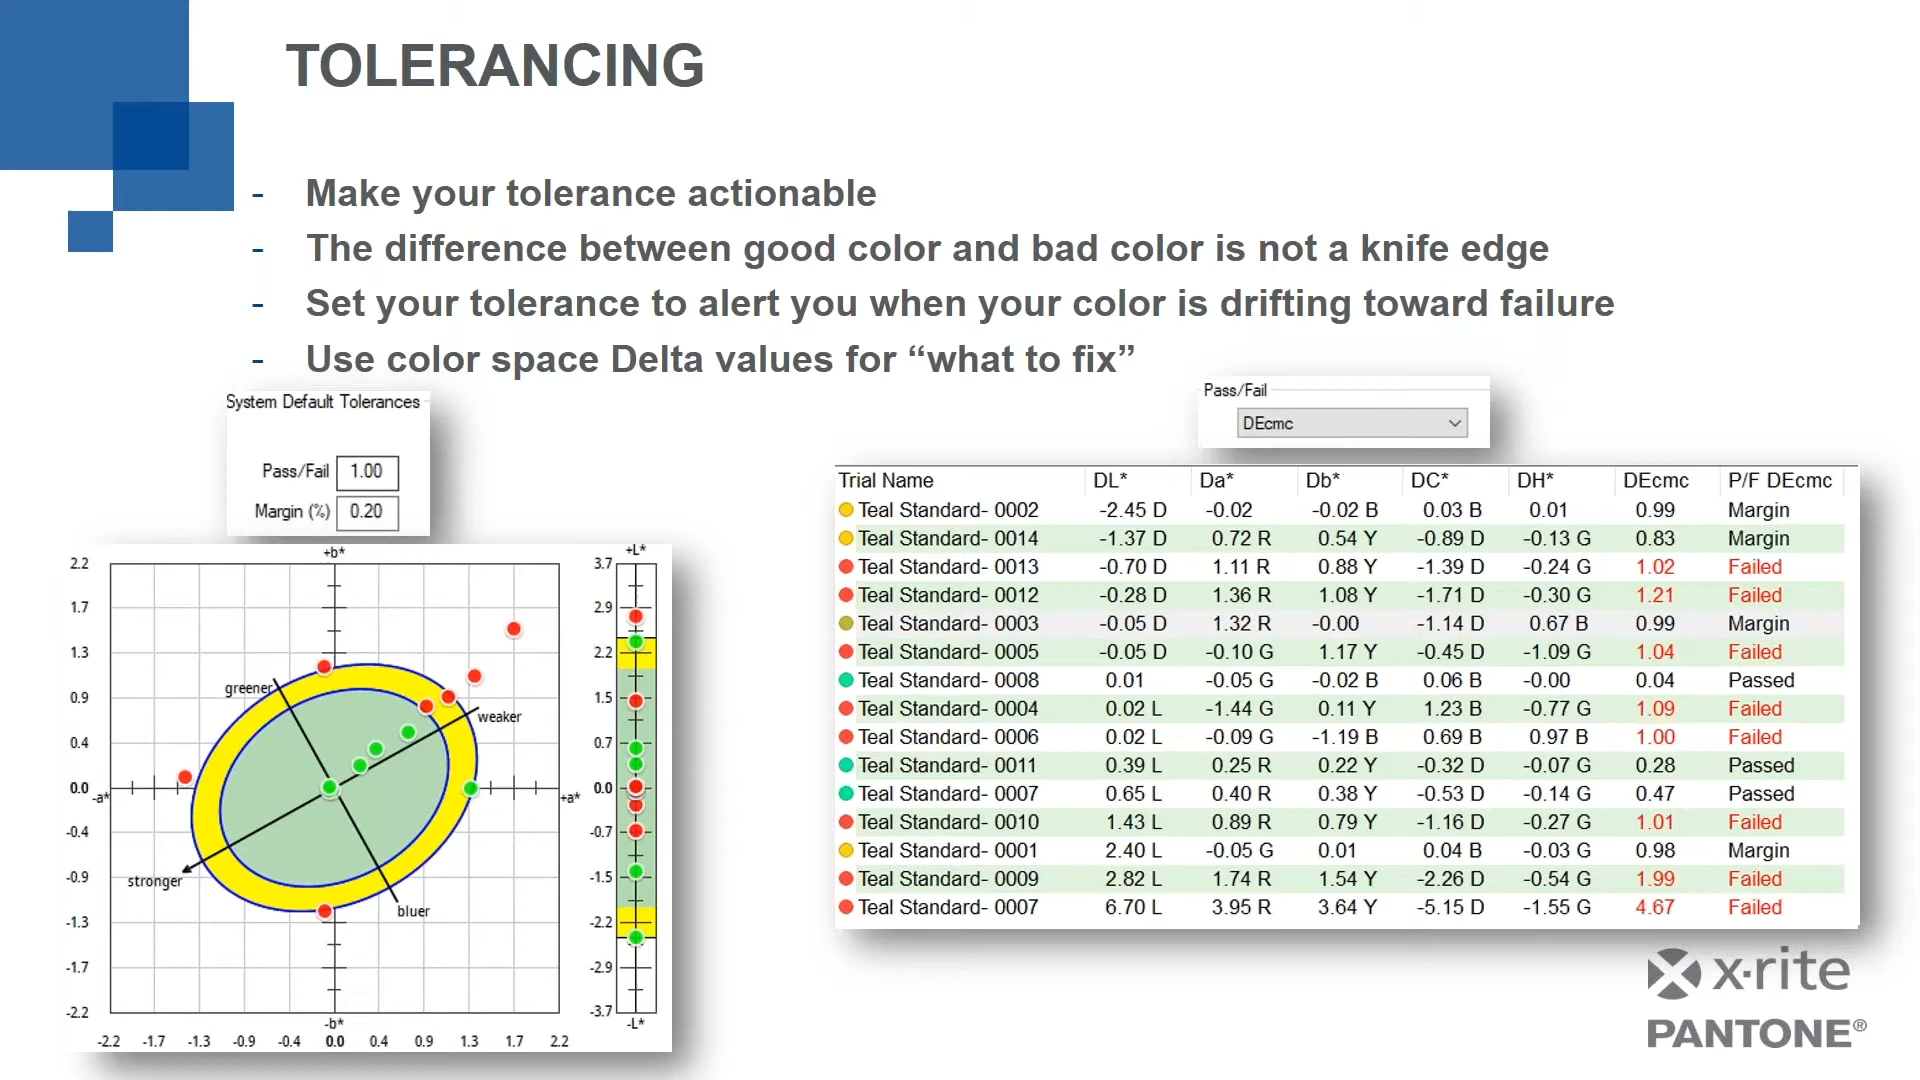 TOLERANCING
- Make your tolerance actionable
- The difference between good color and bad color is not a knife edge
- Set your tolerance to alert you when your color is drifting toward failure
- Use color space Delta values for “what to fix”
System Default Tolerances
Pass/Fail 1.00
Margin (%) 0.20
Pass/Fail
DEcmc
+b*
2.2
1.7
1.3
0.9
0.4
0.0
-0.4
-0.9
-1.3
-1.7
-2.2
-a*
+a*
greener
weaker
stronger
bluer
-b*
-2.2 -1.7 -1.3 -0.9 -0.4 0.0 0.4 0.9 1.3 1.7 2.2
+L*
3.7
2.9
2.2
1.5
0.7
0.0
-0.7
-1.5
-2.2
-2.9
-3.7
-L*
Trial Name DL* Da* Db* DC* DH* DEcmc P/F DEcmc
Teal Standard- 0002 -2.45 D -0.02 -0.02 B 0.03 B 0.01 0.99 Margin
Teal Standard- 0014 -1.37 D 0.72 R 0.54 Y -0.89 D -0.13 G 0.83 Margin
Teal Standard- 0013 -0.70 D 1.11 R 0.88 Y -1.39 D -0.24 G 1.02 Failed
Teal Standard- 0012 -0.28 D 1.36 R 1.08 Y -1.71 D -0.30 G 1.21 Failed
Teal Standard- 0003 -0.05 D 1.32 R -0.00 -1.14 D 0.67 B 0.99 Margin
Teal Standard- 0005 -0.05 D -0.10 G 1.17 Y -0.45 D -1.09 G 1.04 Failed
Teal Standard- 0008 0.01 -0.05 G -0.02 B 0.06 B -0.00 0.04 Passed
Teal Standard- 0004 0.02 L -1.44 G 0.11 Y 1.23 B -0.77 G 1.09 Failed
Teal Standard- 0006 0.02 L -0.09 G -1.19 B 0.69 B 0.97 B 1.00 Failed
Teal Standard- 0011 0.39 L 0.25 R 0.22 Y -0.32 D -0.07 G 0.28 Passed
Teal Standard- 0007 0.65 L 0.40 R 0.38 Y -0.53 D -0.14 G 0.47 Passed
Teal Standard- 0010 1.43 L 0.89 R 0.79 Y -1.16 D -0.27 G 1.01 Failed
Teal Standard- 0001 2.40 L -0.05 G 0.01 0.04 B -0.03 G 0.98 Margin
Teal Standard- 0009 2.82 L 1.74 R 1.54 Y -2.26 D -0.54 G 1.99 Failed
Teal Standard- 0007 6.70 L 3.95 R 3.64 Y -5.15 D -1.55 G 4.67 Failed
x·rite
PANTONE®